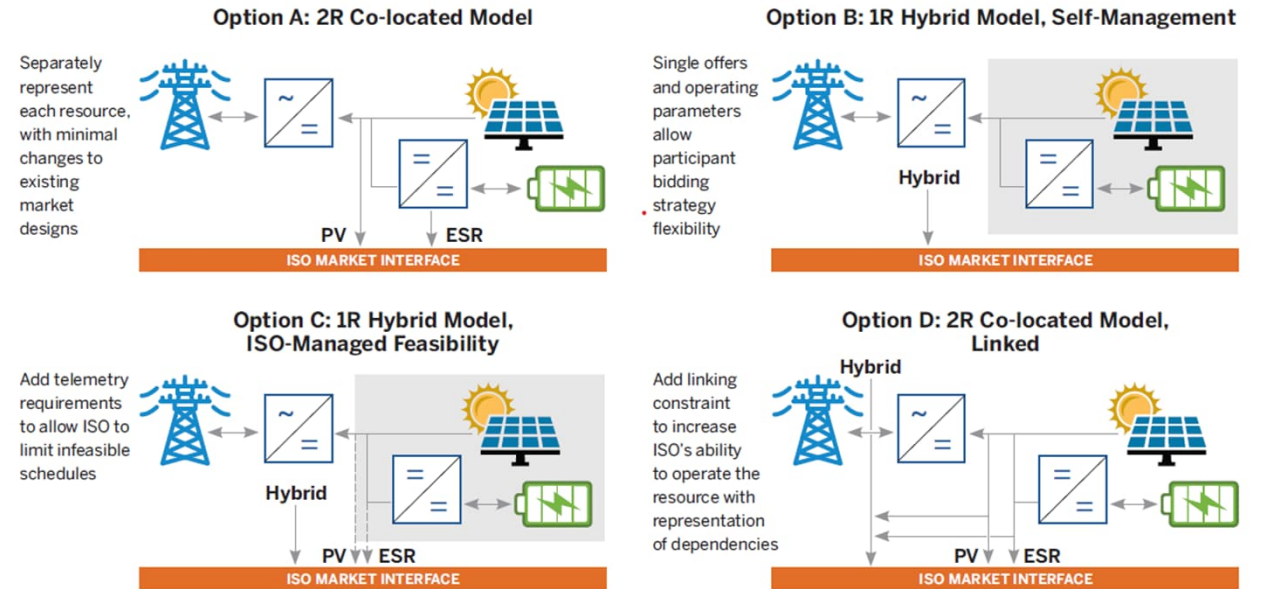 Option A: 2R Co-located Model
Separately
represent
each resource,
with minimal
changes to
existing
market
designs
PV
ESR
ISO MARKET INTERFACE
Option B: 1R Hybrid Model, Self-Management
Single offers
and operating
parameters
allow
participant
bidding
strategy
flexibility
Hybrid
ISO MARKET INTERFACE
Option C: 1R Hybrid Model,
ISO-Managed Feasibility
Add telemetry
requirements
to allow ISO to
limit infeasible
schedules
Hybrid
PV
ESR
ISO MARKET INTERFACE
Option D: 2R Co-located Model,
Linked
Hybrid
Add linking
constraint
to increase
ISO's ability
to operate the
resource with
representation
of dependencies
PV
ESR
ISO MARKET INTERFACE